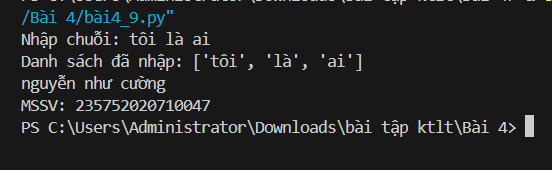 /Bài 4/bài4_9.py"
Nhập chuỗi: tôi là ai
Danh sách đã nhập: ['tôi', 'là', 'ai']
nguyễn như cường
MSSV: 235752020710047
PS C:\Users\Administrator\Downloads\bài tập ktlt\Bài 4>